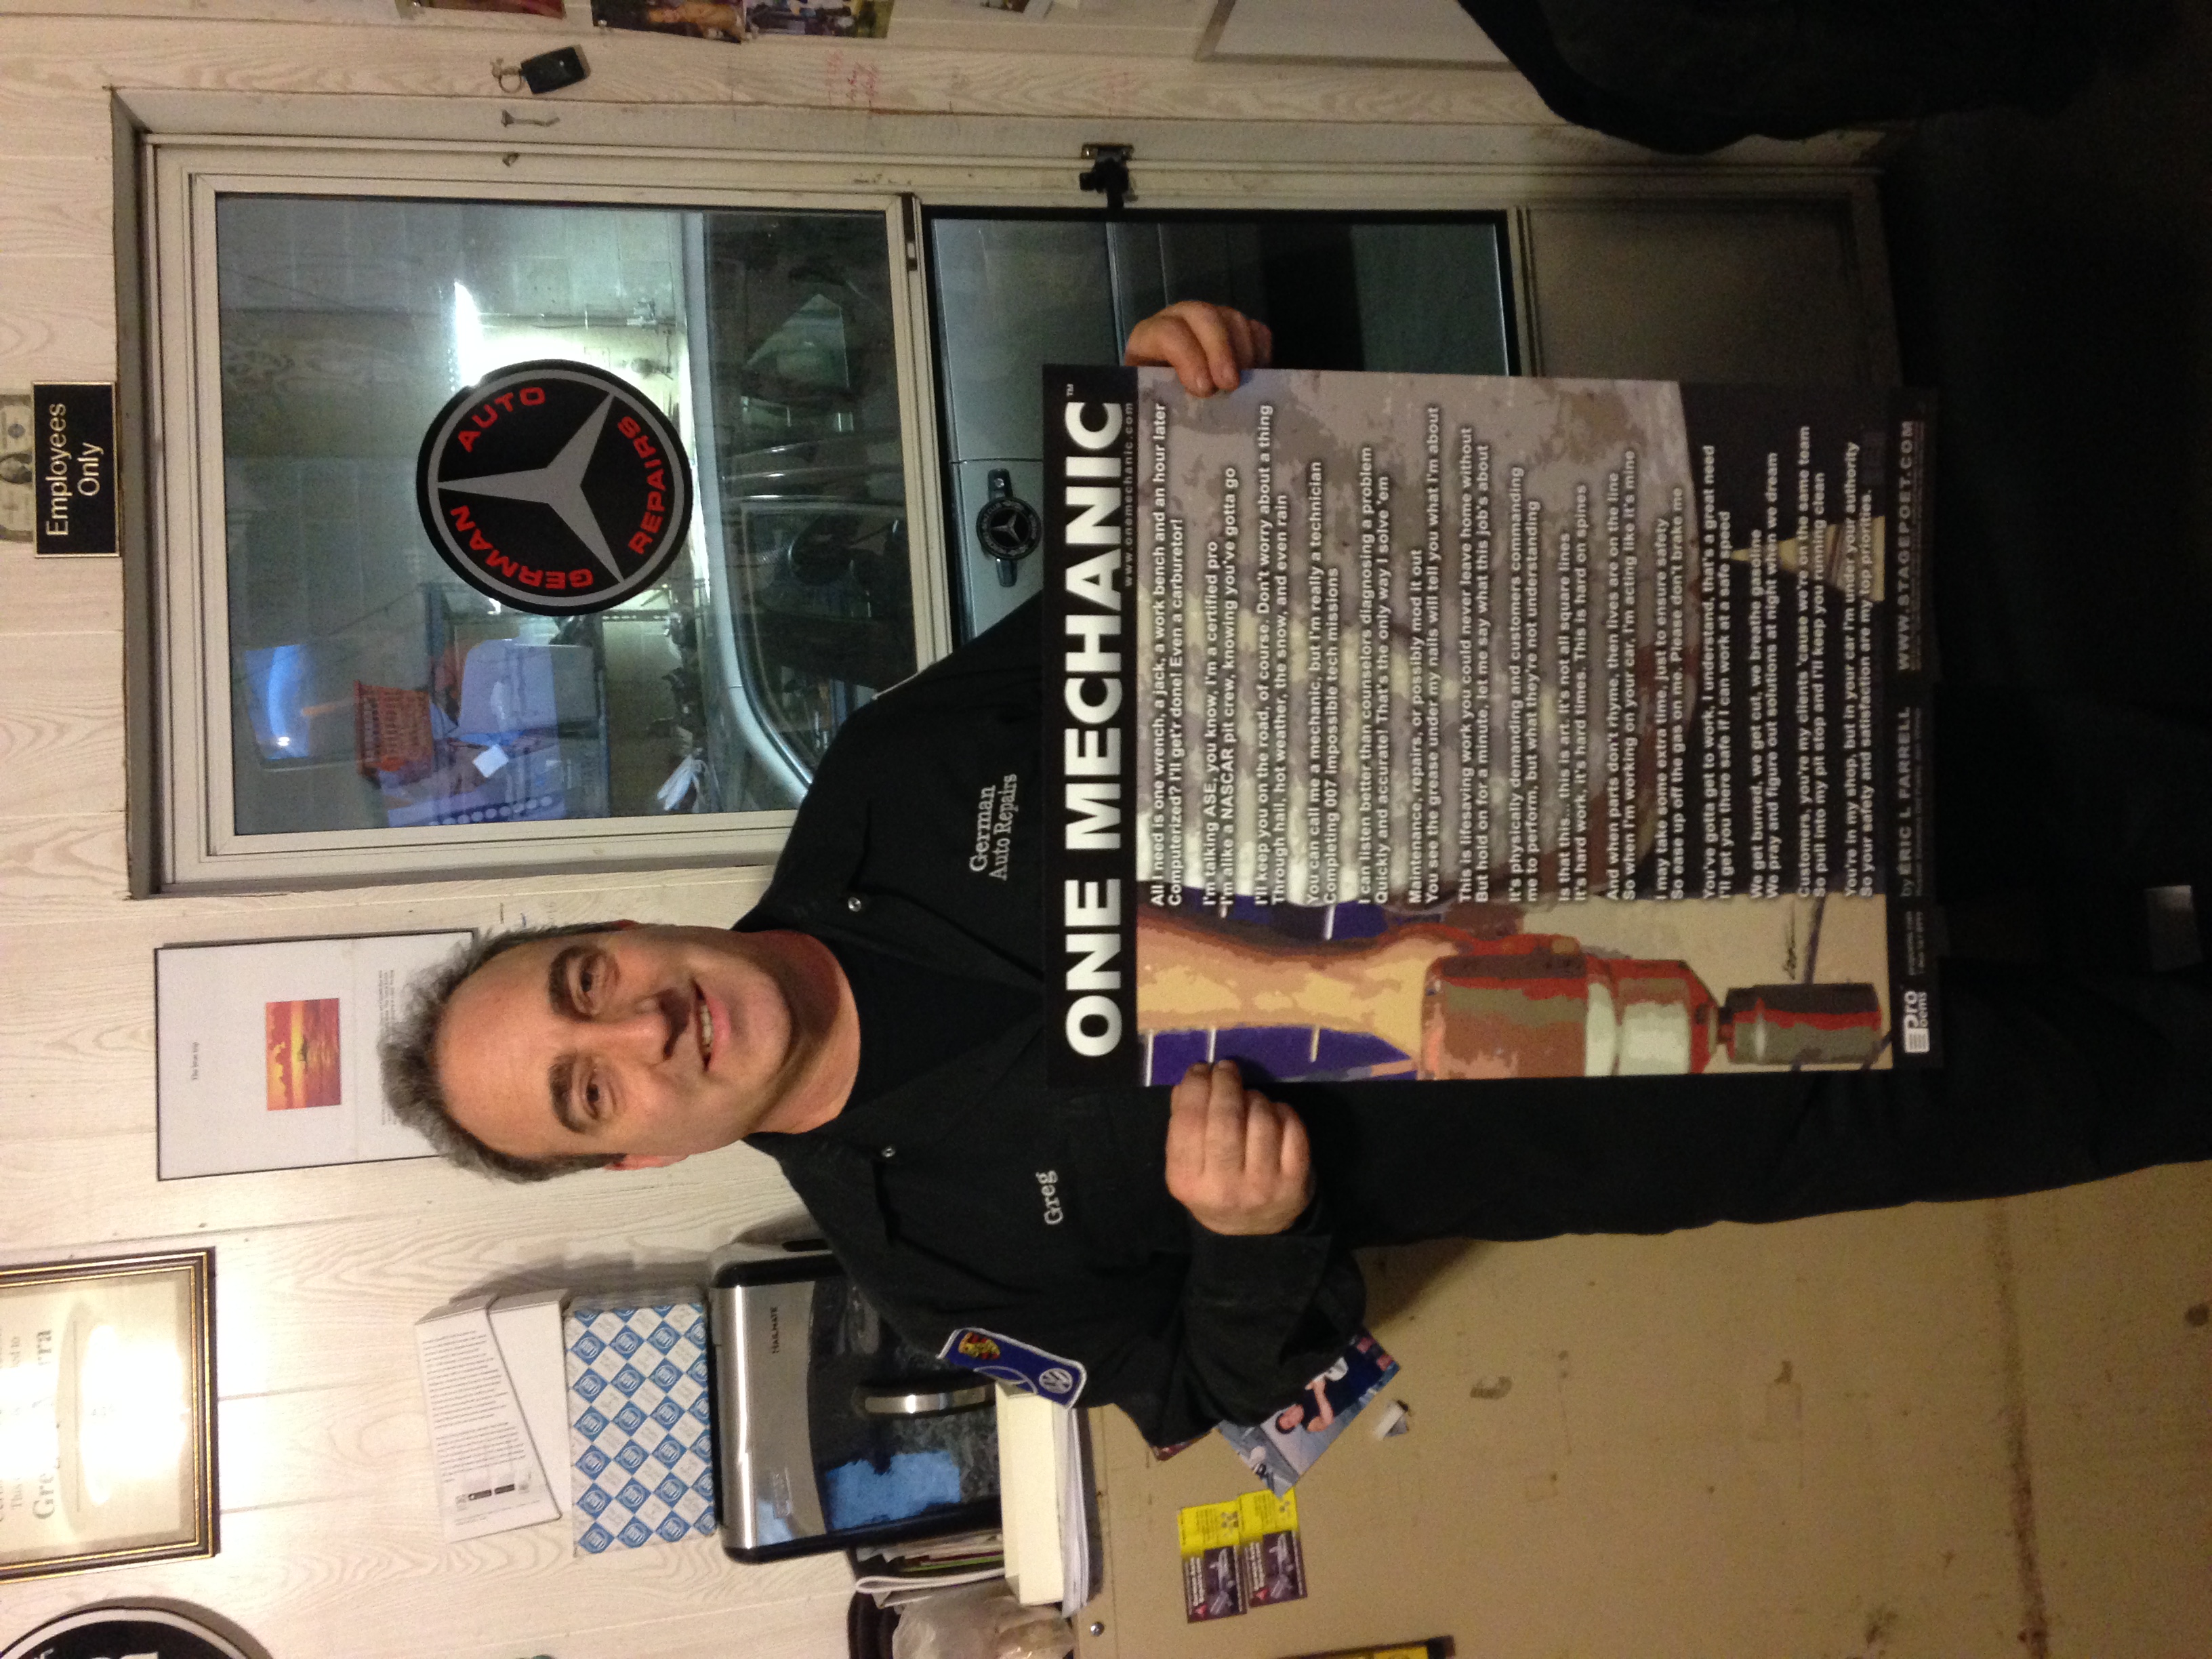 Employees
Only
GERMAN AUTO
REPAIRS
The true joy
This
Greg
HAILMATE
German
Auto Repairs
Greg
ONE MECHANIC™
www.onemechanic.com
All I need is one wrench, a jack, a work bench and an hour later
Computerized? I'll get'r done! Even a carburetor!
I'm talking ASE, you know, I'm a certified pro
I'm alike a NASCAR pit crew, knowing you've gotta go
I'll keep you on the road, of course. Don't worry about a thing
Through hail, hot weather, the snow, and even rain
You can call me a mechanic, but I'm really a technician
Completing 007 impossible tech missions
I can listen better than counselors diagnosing a problem
Quickly and accurate! That's the only way I solve 'em
Maintenance, repairs, or possibly mod it out
You see the grease under my nails will tell you what I'm about
This is lifesaving work you could never leave home without
But hold on for a minute, let me say what this job's about
It's physically demanding and customers commanding
me to perform, but what they're not understanding
Is that this... this is art, it's not all square lines
It's hard work, it's hard times. This is hard on spines
And when parts don't rhyme, then lives are on the line
So when I'm working on your car, I'm acting like it's mine
I may take some extra time, just to ensure safety
So ease up off the gas on me. Please don't brake me
You've gotta get to work, I understand, that's a great need
I'll get you there safe if I can work at a safe speed
We get burned, we get cut, we breathe gasoline
We pray and figure out solutions at night when we dream
Customers, you're my clients 'cause we're on the same team
So pull into my pit stop and I'll keep you running clean
You're in my shop, but in your car I'm under your authority
So your safety and satisfaction are my top priorities.
Pro
oems
by ERIC L FARRELL
WWW.STAGEPOET.COM